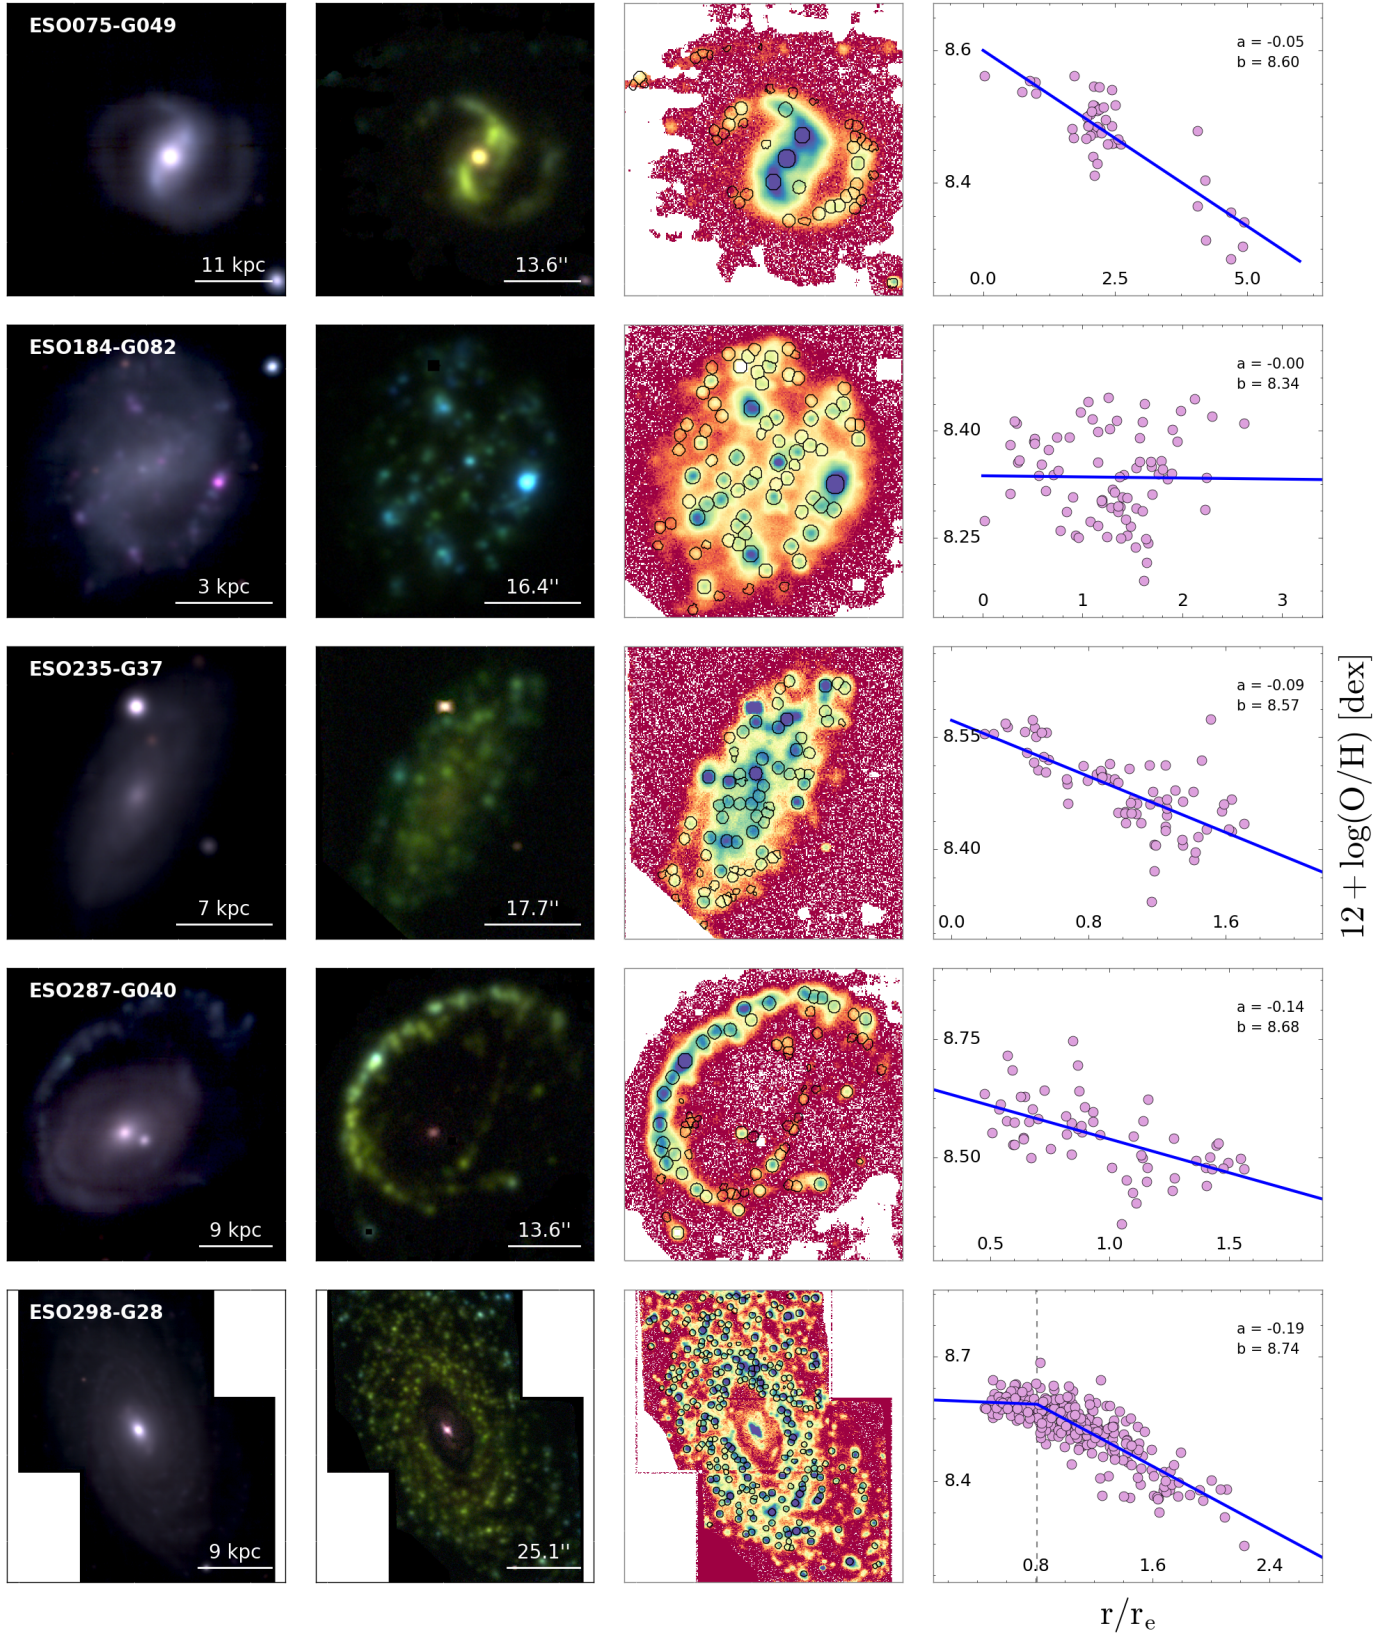 ESO075-G049
11 kpc
13.6''
a = -0.05
b = 8.60
8.6
8.4
0.0 2.5 5.0
ESO184-G082
3 kpc
16.4''
a = -0.00
b = 8.34
8.40
8.25
0 1 2 3
ESO235-G37
7 kpc
17.7''
a = -0.09
b = 8.57
8.55
8.40
0.0 0.8 1.6
12 + log(O/H) [dex]
ESO287-G040
9 kpc
13.6''
a = -0.14
b = 8.68
8.75
8.50
0.5 1.0 1.5
ESO298-G28
9 kpc
25.1''
a = -0.19
b = 8.74
8.7
8.4
0.8 1.6 2.4
r/rₑ